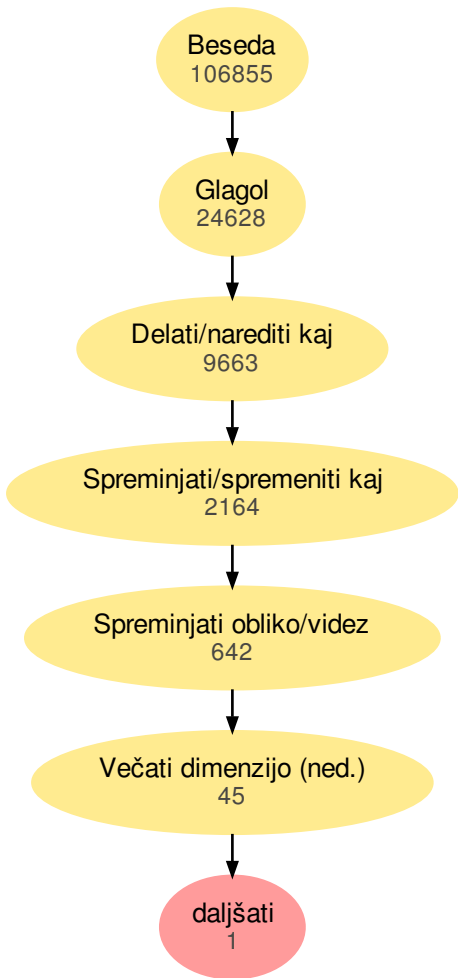 Beseda
106855
Glagol
24628
Delati/narediti kaj
9663
Spreminjati/spremeniti kaj
2164
Spreminjati obliko/videz
642
Večati dimenzijo (ned.)
45
daljšati
1